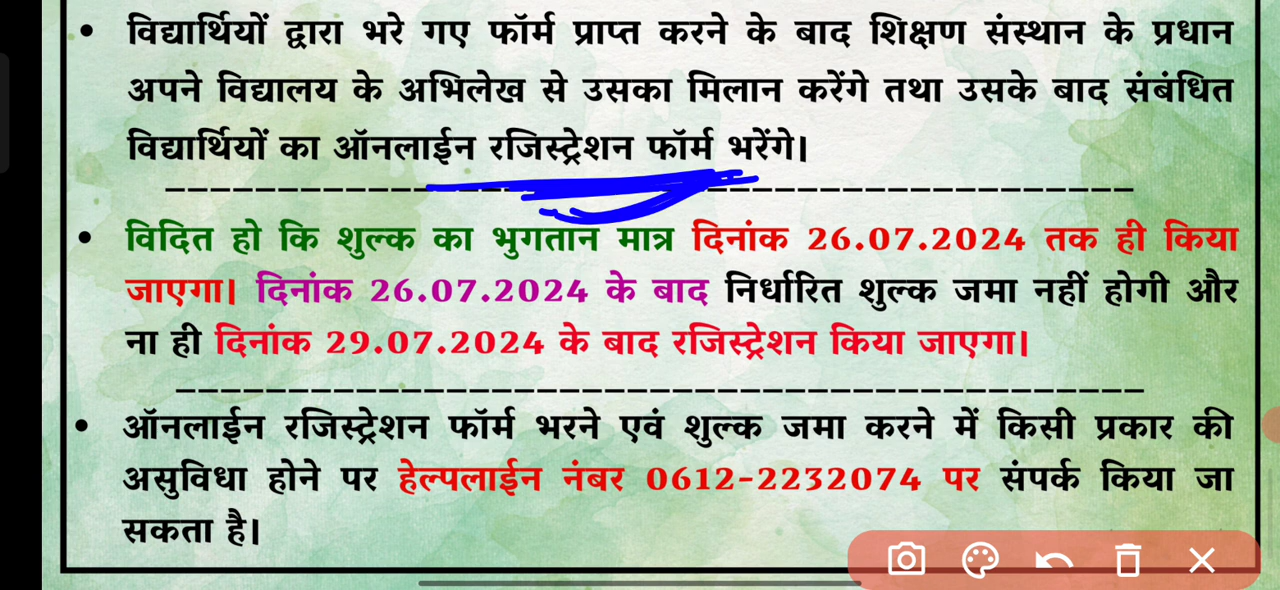 • विद्यार्थियों द्वारा भरे गए फॉर्म प्राप्त करने के बाद शिक्षण संस्थान के प्रधान
अपने विद्यालय के अभिलेख से उसका मिलान करेंगे तथा उसके बाद संबंधित
विद्यार्थियों का ऑनलाईन रजिस्ट्रेशन फॉर्म भरेंगे।
• विदित हो कि शुल्क का भुगतान मात्र दिनांक 26.07.2024 तक ही किया
जाएगा। दिनांक 26.07.2024 के बाद निर्धारित शुल्क जमा नहीं होगी और
ना ही दिनांक 29.07.2024 के बाद रजिस्ट्रेशन किया जाएगा।
• ऑनलाईन रजिस्ट्रेशन फॉर्म भरने एवं शुल्क जमा करने में किसी प्रकार की
असुविधा होने पर हेल्पलाईन नंबर 0612-2232074 पर संपर्क किया जा
सकता है।